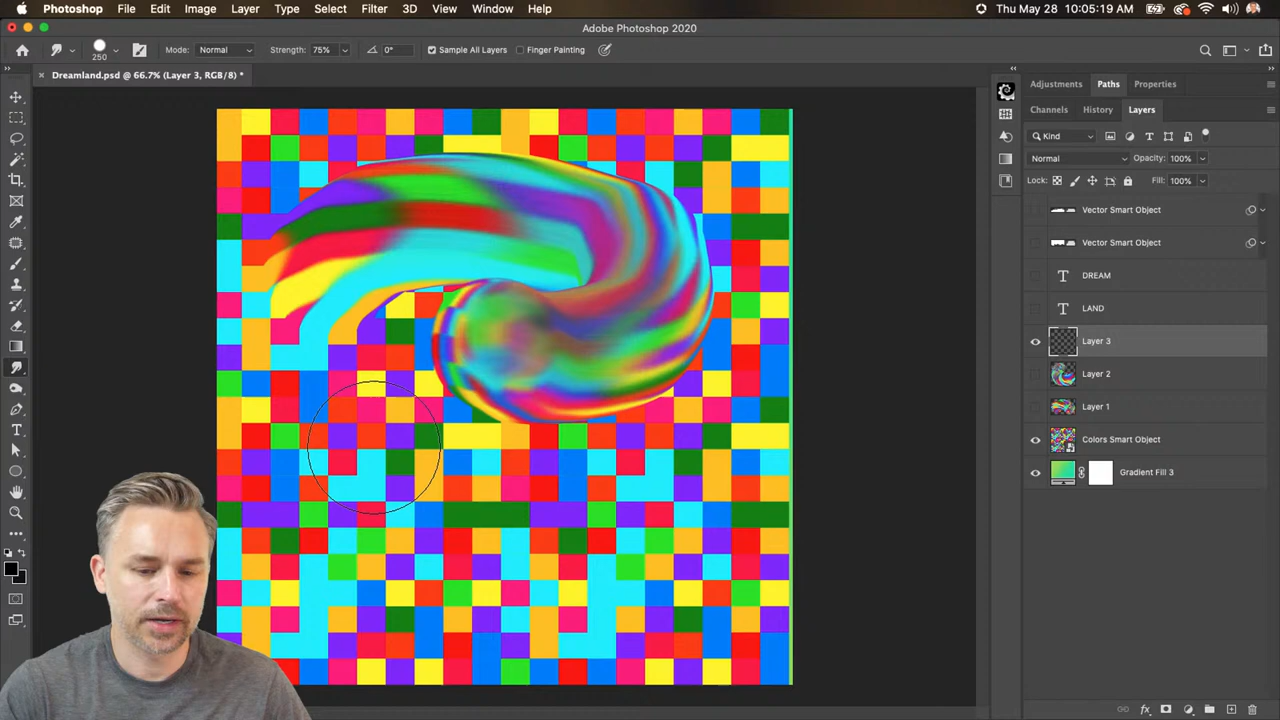 Photoshop File Edit Image Layer Type Select Filter 3D View Window Help Thu May 28 10:05:19 AM
Adobe Photoshop 2020
250 Mode: Normal Strength: 75% 0° Sample All Layers Finger Painting
Dreamland.psd @ 66.7% (Layer 3, RGB/8) *
Adjustments Paths Properties
Channels History Layers
Kind
Normal Opacity: 100%
Lock: Fill: 100%
Vector Smart Object
Vector Smart Object
T DREAM
T LAND
Layer 3
Layer 2
Layer 1
Colors Smart Object
Gradient Fill 3